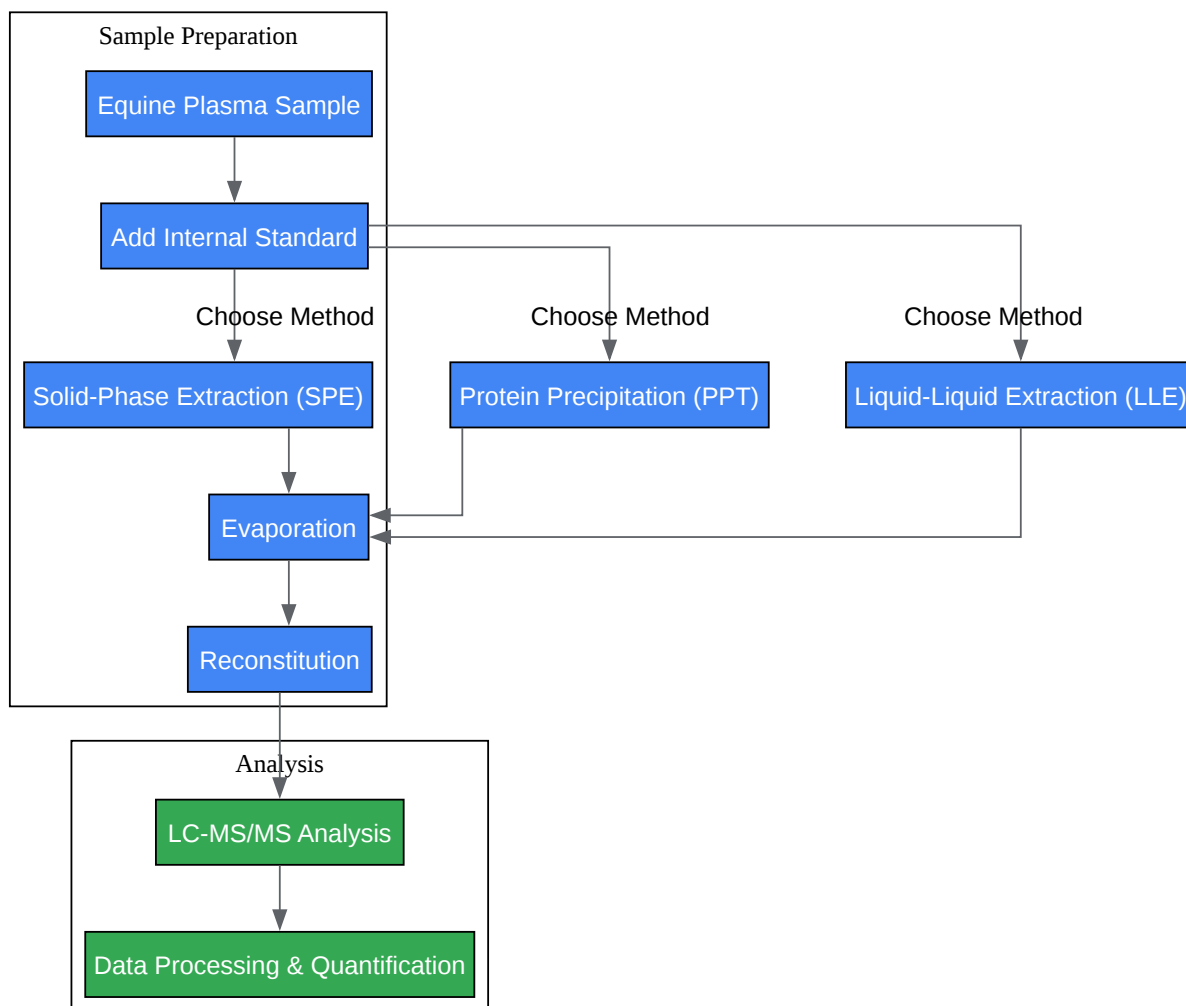 Sample Preparation
Equine Plasma Sample
Add Internal Standard
Choose Method
Choose Method
Choose Method
Solid-Phase Extraction (SPE)
Protein Precipitation (PPT)
Liquid-Liquid Extraction (LLE)
Evaporation
Reconstitution
Analysis
LC-MS/MS Analysis
Data Processing & Quantification